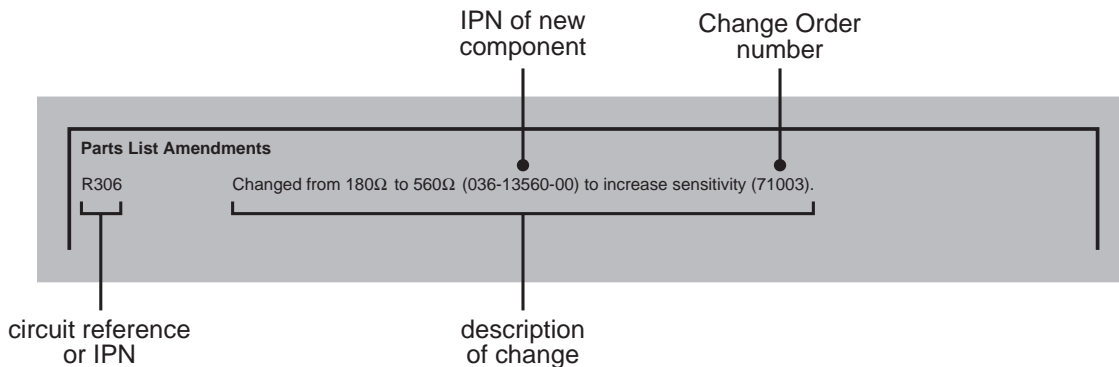 IPN of new
component
Change Order
number
Parts List Amendments
R306 Changed from 180Ω to 560Ω (036-13560-00) to increase sensitivity (71003).
circuit reference
or IPN
description
of change